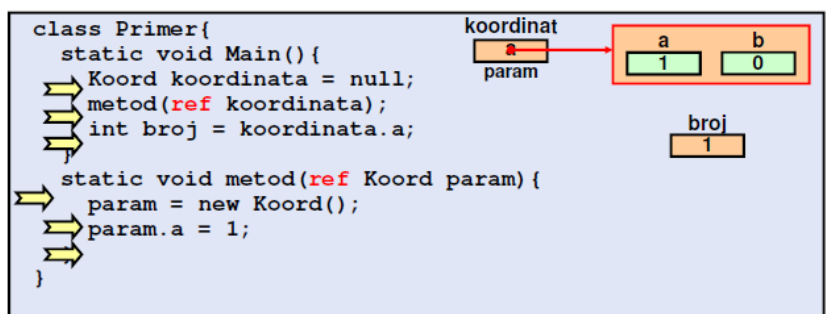 class Primer{
static void Main(){
Koord koordinata = null;
metod(ref koordinata);
int broj = koordinata.a;
}
static void metod(ref Koord param){
param = new Koord();
param.a = 1;
}
koordinat
a
param
a b
1 0
broj
1